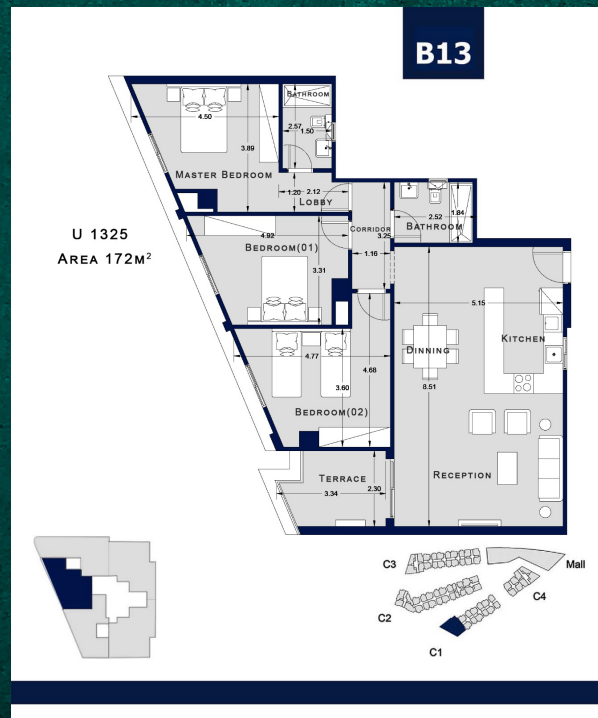 B13
U 1325
AREA 172M²
BATHROOM
2.57
1.50
4.50
3.89
MASTER BEDROOM
1.20
2.12
LOBBY
CORRIDOR
3.25
1.16
2.52
1.84
BATHROOM
4.92
BEDROOM(01)
3.31
5.15
KITCHEN
DINNING
8.51
4.77
4.68
3.60
BEDROOM(02)
TERRACE
3.34
2.30
RECEPTION
C3
Mall
C4
C2
C1